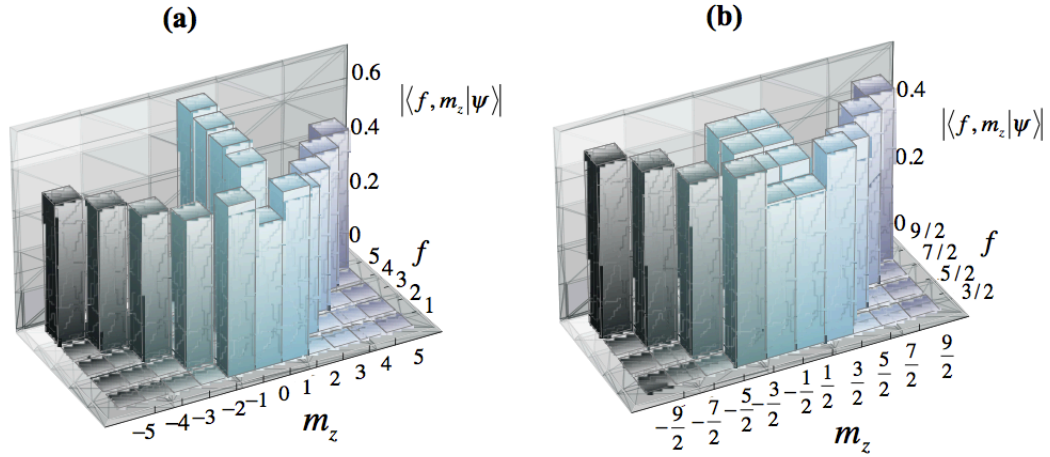 (a)
0.6
0.4
0.2
0
|⟨f, m_z|ψ⟩|
5
4
3
2
1
f
−5 −4 −3 −2 −1 0 1 2 3 4 5
m_z
(b)
0.4
0.2
0
|⟨f, m_z|ψ⟩|
9/2
7/2
5/2
3/2
f
−9/2 −7/2 −5/2 −3/2 −1/2 1/2 3/2 5/2 7/2 9/2
m_z